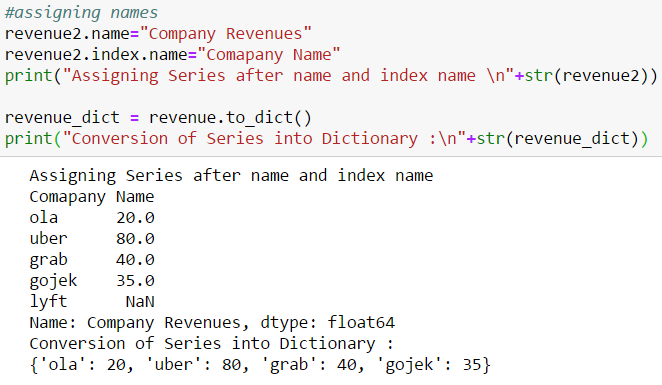 #assigning names
revenue2.name="Company Revenues"
revenue2.index.name="Comapany Name"
print("Assigning Series after name and index name \n"+str(revenue2))
revenue_dict = revenue.to_dict()
print("Conversion of Series into Dictionary :\n"+str(revenue_dict))
Assigning Series after name and index name
Comapany Name
ola      20.0
uber     80.0
grab     40.0
gojek    35.0
lyft      NaN
Name: Company Revenues, dtype: float64
Conversion of Series into Dictionary :
{'ola': 20, 'uber': 80, 'grab': 40, 'gojek': 35}